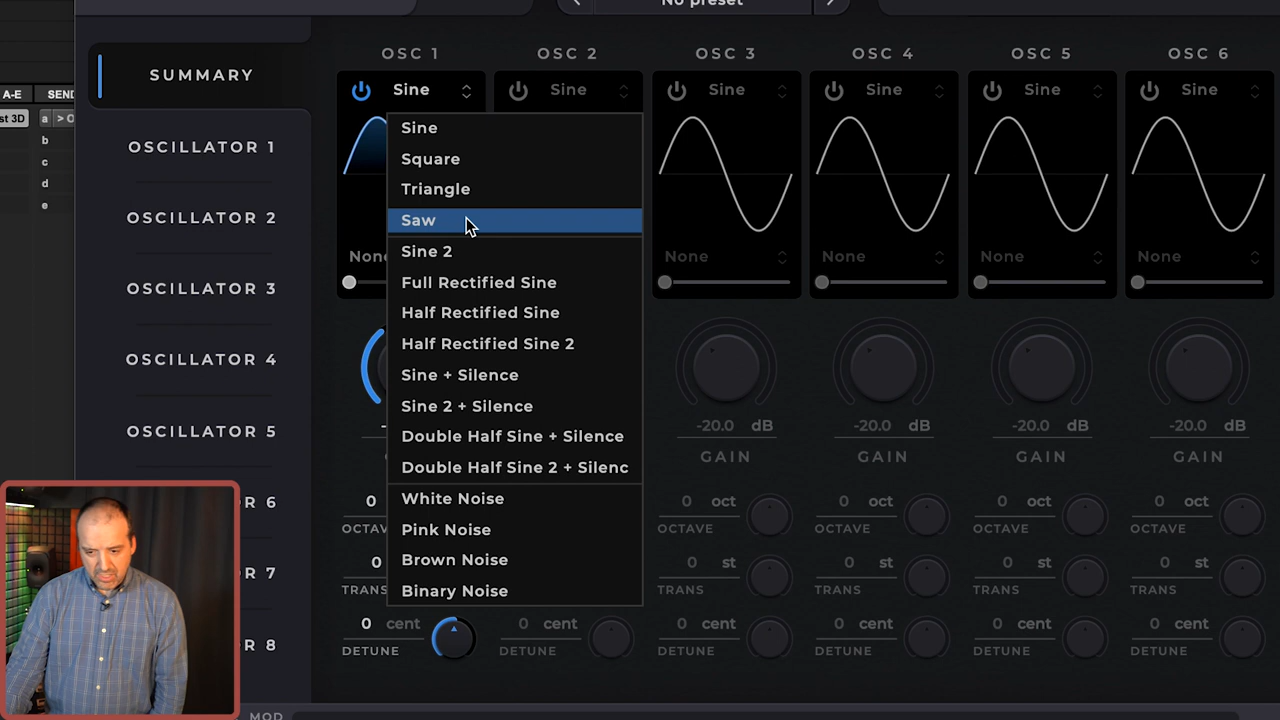 No preset
OSC 1 OSC 2 OSC 3 OSC 4 OSC 5 OSC 6
SUMMARY
Sine Sine Sine Sine Sine Sine
A-E SEND
st 3D a > O
b
c
d
e
Sine
Square
Triangle
Saw
Sine 2
Full Rectified Sine
Half Rectified Sine
Half Rectified Sine 2
Sine + Silence
Sine 2 + Silence
Double Half Sine + Silence
Double Half Sine 2 + Silenc
White Noise
Pink Noise
Brown Noise
Binary Noise
OSCILLATOR 1
OSCILLATOR 2
OSCILLATOR 3
OSCILLATOR 4
OSCILLATOR 5
R 6
R 7
R 8
None None None None None
-20.0 dB -20.0 dB -20.0 dB -20.0 dB
GAIN GAIN GAIN GAIN
0 0 oct 0 oct 0 oct 0 oct
OCTAVE OCTAVE OCTAVE OCTAVE
0 0 st 0 st 0 st 0 st
TRANS TRANS TRANS TRANS TRANS
0 cent 0 cent 0 cent 0 cent 0 cent 0 cent
DETUNE DETUNE DETUNE DETUNE DETUNE DETUNE
MOD